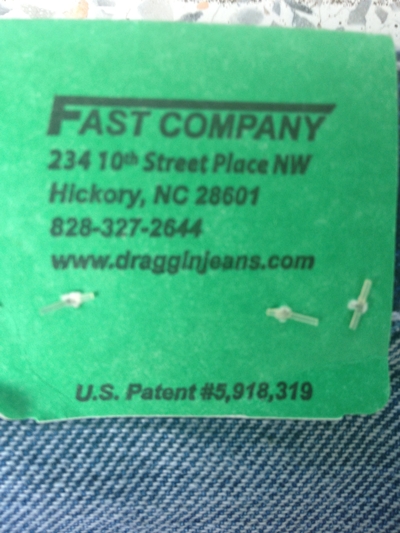 FAST COMPANY
234 10th Street Place NW
Hickory, NC 28601
828-327-2644
www.dragginjeans.com
U.S. Patent #5,918,319